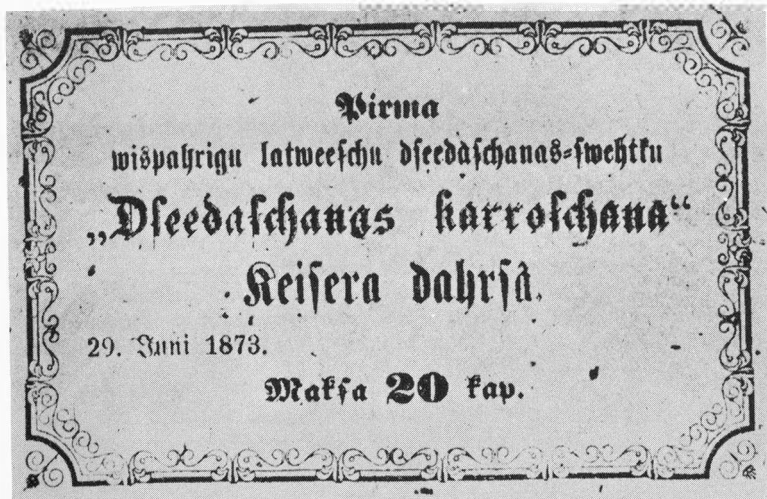 Pirma
wispahrigu latweeſchu dſeedaſchanas-ſwehtku
„Dſeedaſchanas karroſchana“
Keiſera dahrſâ.
29. Juni 1873.
Makſa 20 kap.